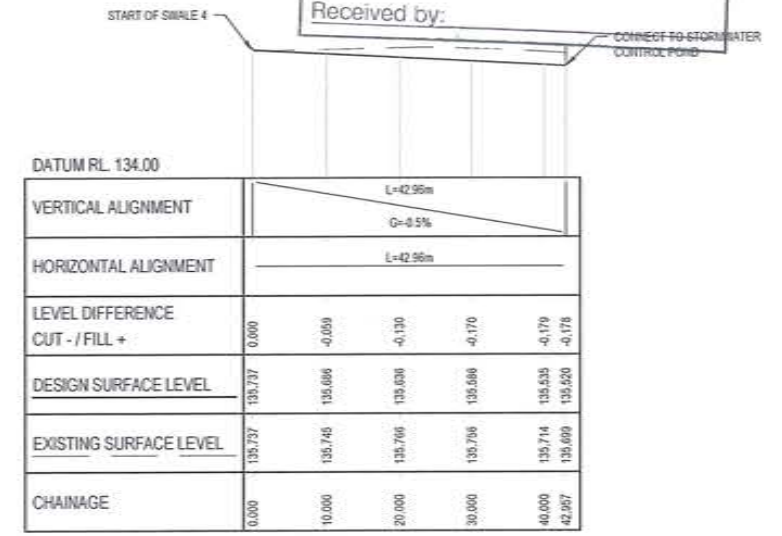 START OF SWALE 4
Received by:
CONNECT TO STORMWATER
CONTROL POND
DATUM RL. 134.00
VERTICAL ALIGNMENT
L=42.96m
G=-0.5%
HORIZONTAL ALIGNMENT
L=42.96m
LEVEL DIFFERENCE
CUT - / FILL +
0.000 -0.059 -0.130 -0.170 -0.179 -0.178
DESIGN SURFACE LEVEL
135.737 135.686 135.636 135.586 135.535 135.520
EXISTING SURFACE LEVEL
135.737 135.745 135.766 135.756 135.714 135.699
CHAINAGE
0.000 10.000 20.000 30.000 40.000 42.957